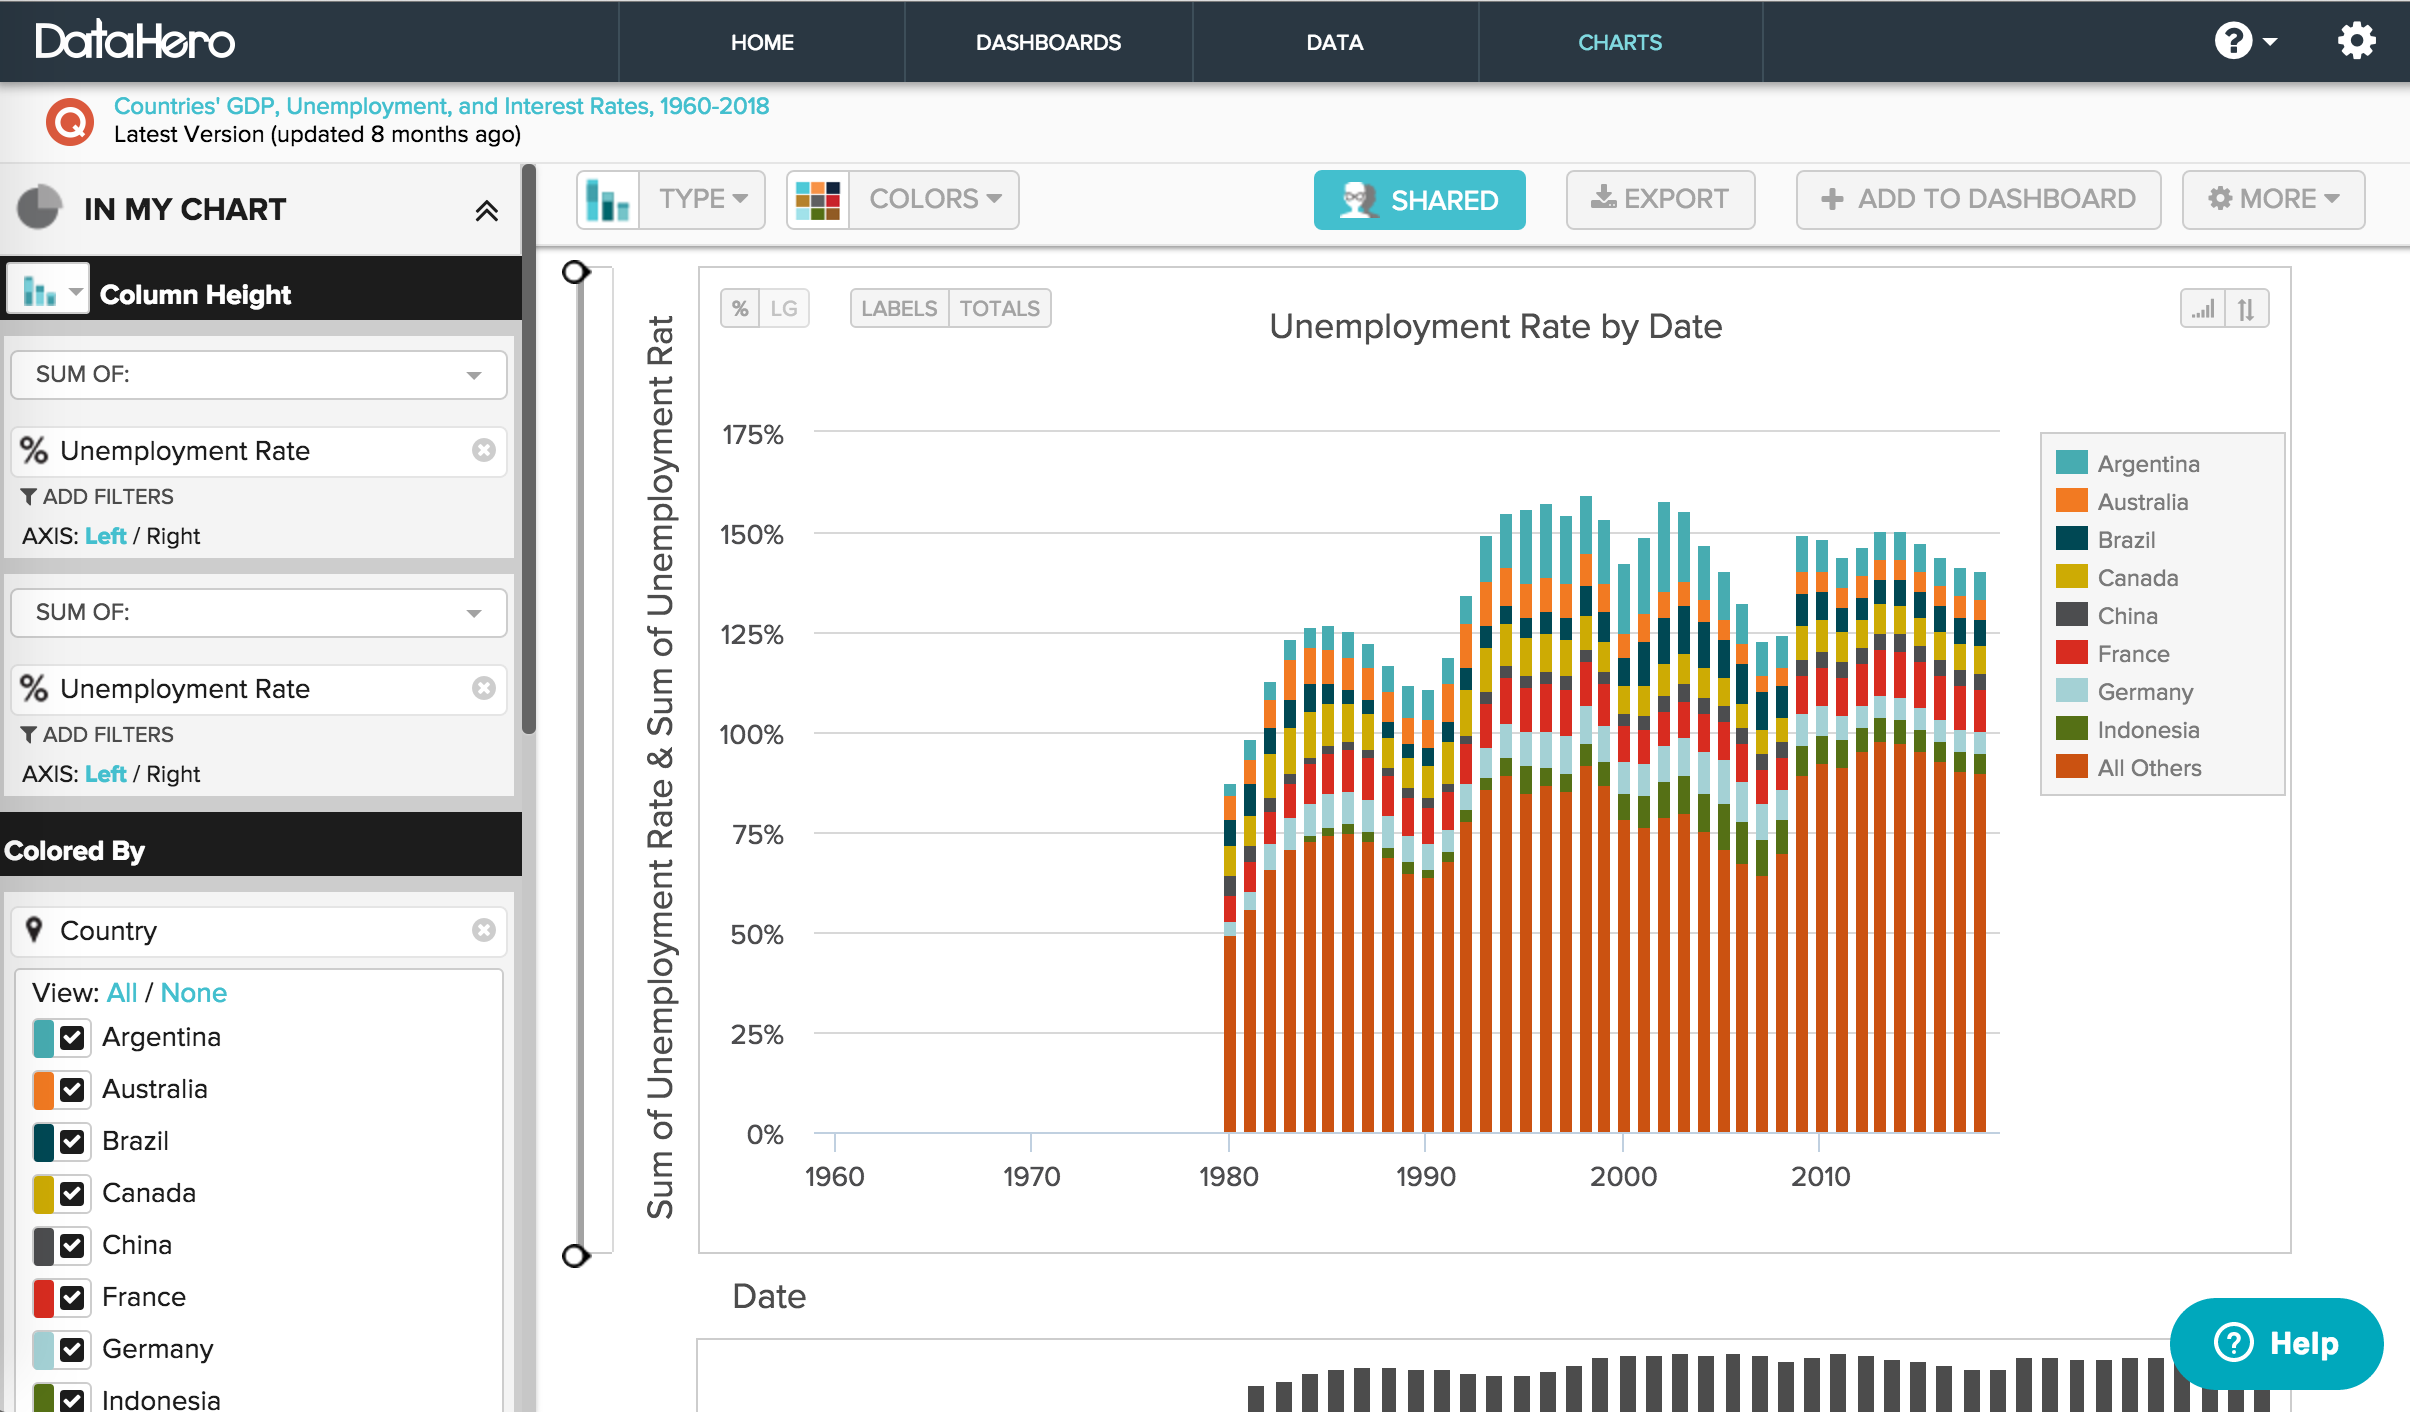 DataHero
HOME
DASHBOARDS
DATA
CHARTS
Countries' GDP, Unemployment, and Interest Rates, 1960-2018
Latest Version (updated 8 months ago)
IN MY CHART
Column Height
SUM OF:
% Unemployment Rate
ADD FILTERS
AXIS: Left / Right
SUM OF:
% Unemployment Rate
ADD FILTERS
AXIS: Left / Right
Colored By
Country
View: All / None
Argentina
Australia
Brazil
Canada
China
France
Germany
Indonesia
TYPE
COLORS
SHARED
EXPORT
ADD TO DASHBOARD
MORE
Sum of Unemployment Rate & Sum of Unemployment Rat
%
LG
LABELS
TOTALS
Unemployment Rate by Date
175%
150%
125%
100%
75%
50%
25%
0%
1960
1970
1980
1990
2000
2010
Argentina
Australia
Brazil
Canada
China
France
Germany
Indonesia
All Others
Date
Help